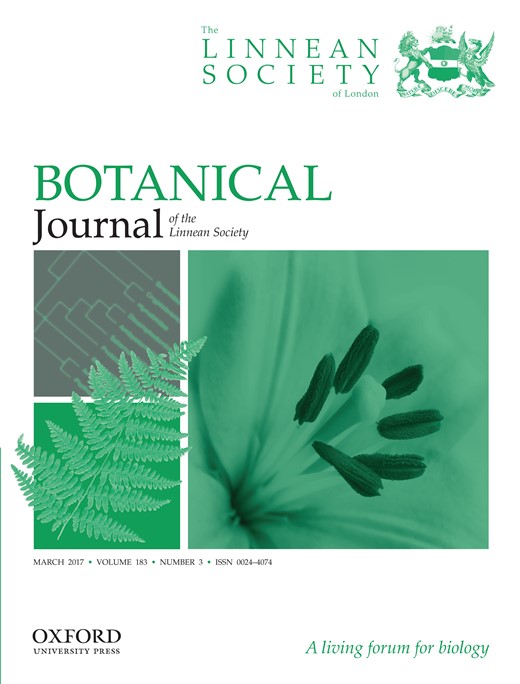 The
LINNEAN
SOCIETY
of London
BOTANICAL
Journal of the
Linnean Society
MARCH 2017 • VOLUME 183 • NUMBER 3 • ISSN 0024-4074
OXFORD
UNIVERSITY PRESS
A living forum for biology